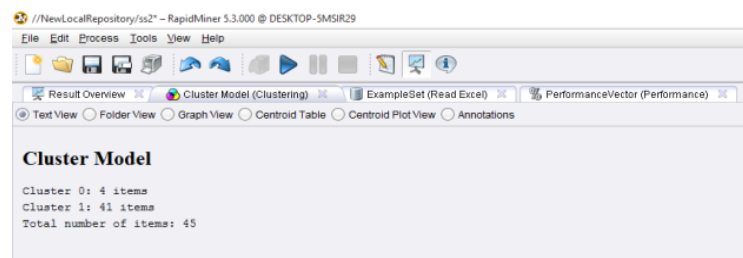 //NewLocalRepository/ss2* – RapidMiner 5.3.000 @ DESKTOP-5MSIR29
File Edit Process Tools View Help
Result Overview Cluster Model (Clustering) ExampleSet (Read Excel) PerformanceVector (Performance)
Text View Folder View Graph View Centroid Table Centroid Plot View Annotations
Cluster Model
Cluster 0: 4 items
Cluster 1: 41 items
Total number of items: 45